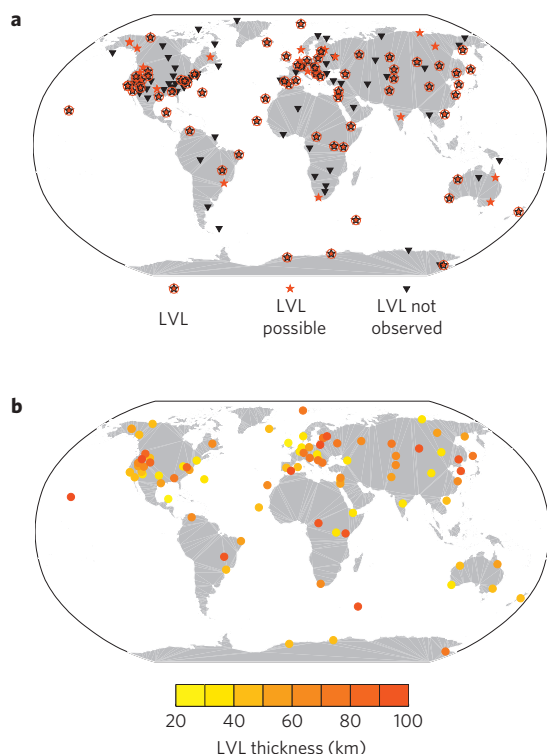 a
LVL
LVL
possible
LVL not
observed
b
20 40 60 80 100
LVL thickness (km)